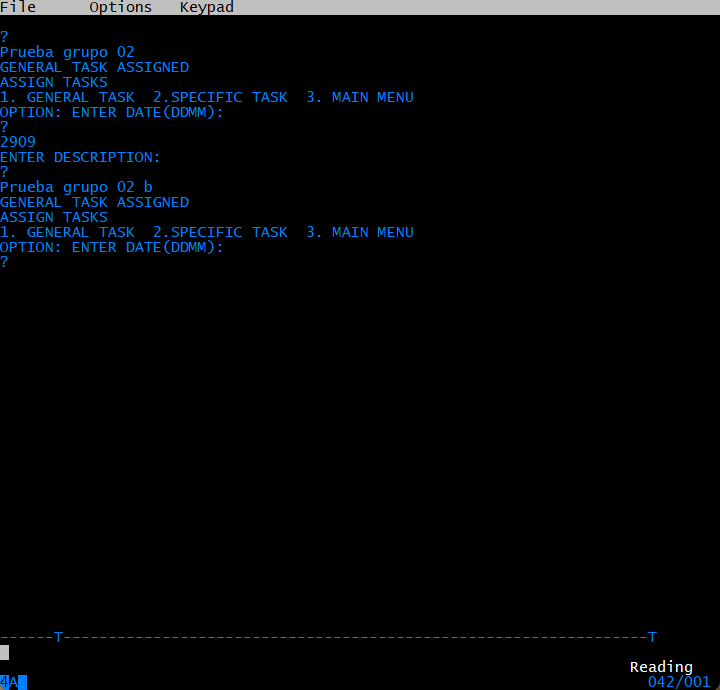 File Options Keypad
?
Prueba grupo 02
GENERAL TASK ASSIGNED
ASSIGN TASKS
1. GENERAL TASK 2.SPECIFIC TASK 3. MAIN MENU
OPTION: ENTER DATE(DDMM):
?
2909
ENTER DESCRIPTION:
?
Prueba grupo 02 b
GENERAL TASK ASSIGNED
ASSIGN TASKS
1. GENERAL TASK 2.SPECIFIC TASK 3. MAIN MENU
OPTION: ENTER DATE(DDMM):
?
------T-----------------------------------------------------------------T
Reading
4A 042/001